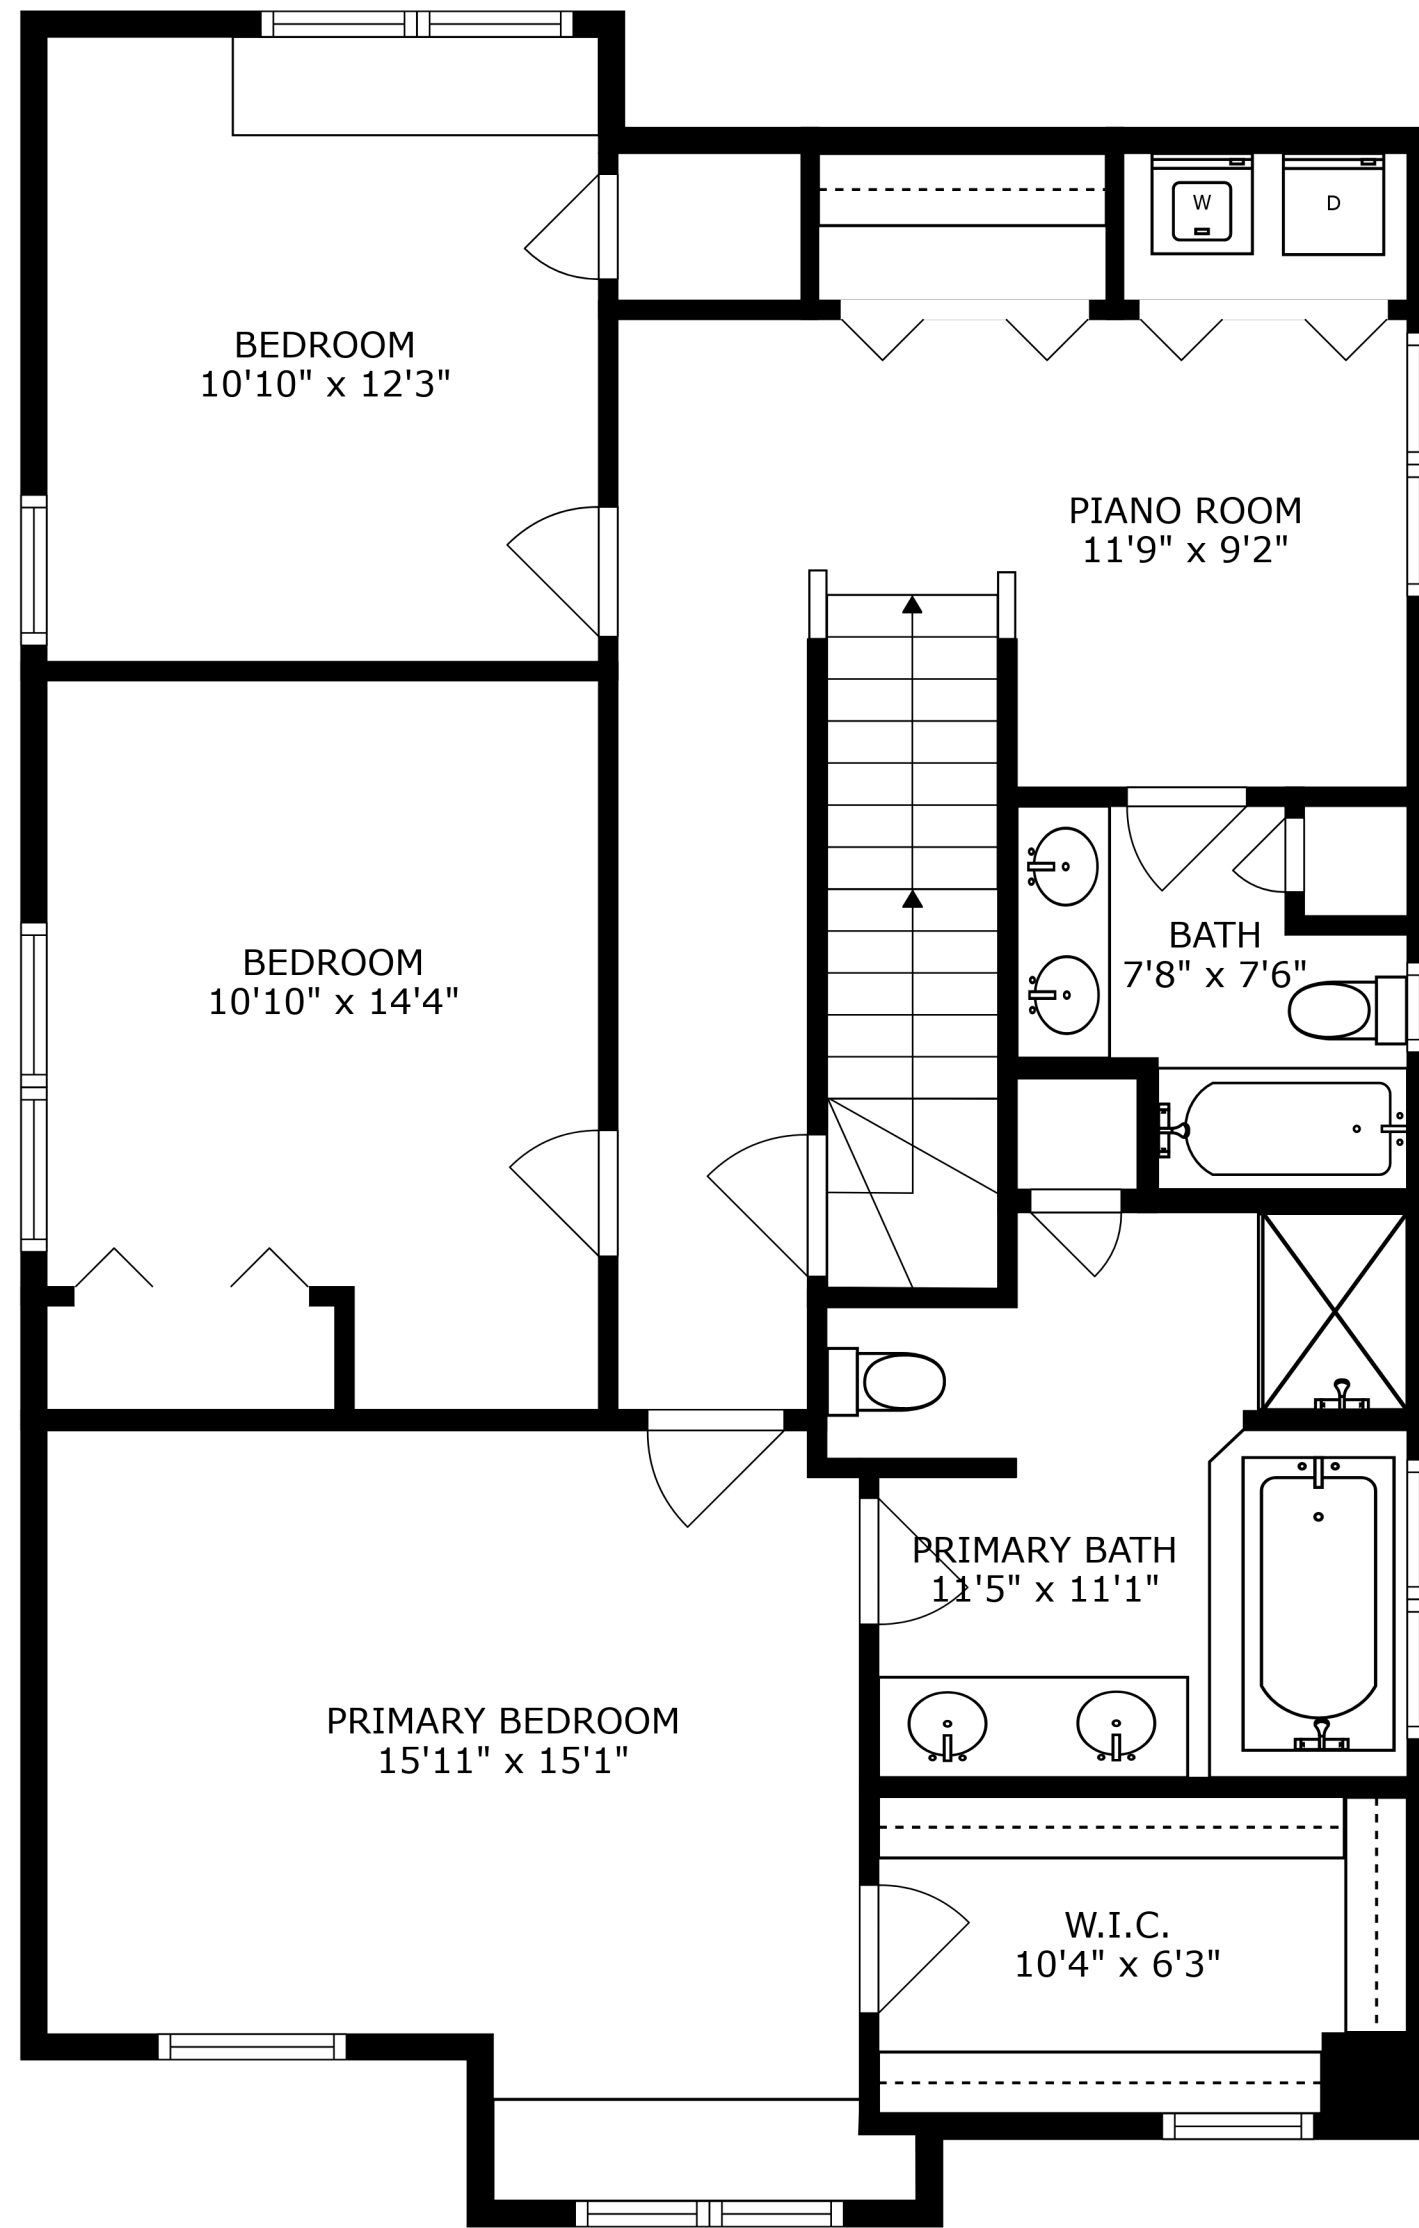 W
D
BEDROOM
10'10" x 12'3"
PIANO ROOM
11'9" x 9'2"
BATH
7'8" x 7'6"
BEDROOM
10'10" x 14'4"
PRIMARY BATH
11'5" x 11'1"
PRIMARY BEDROOM
15'11" x 15'1"
W.I.C.
10'4" x 6'3"